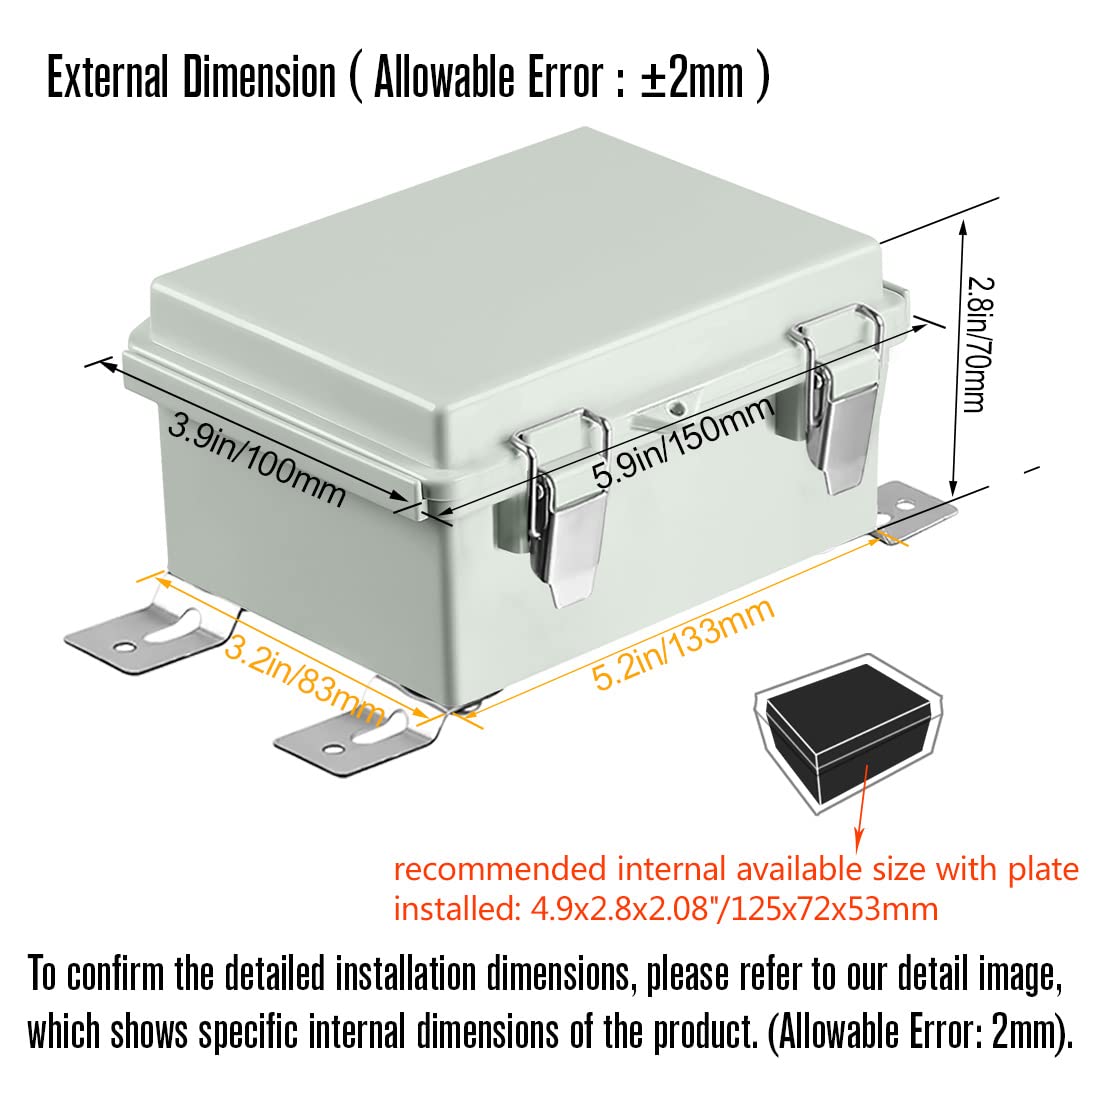 External Dimension ( Allowable Error : ±2mm )
2.8in/70mm
3.9in/100mm
5.9in/150mm
3.2in/83mm
5.2in/133mm
recommended internal available size with plate
installed: 4.9x2.8x2.08"/125x72x53mm
To confirm the detailed installation dimensions, please refer to our detail image,
which shows specific internal dimensions of the product. (Allowable Error: 2mm).